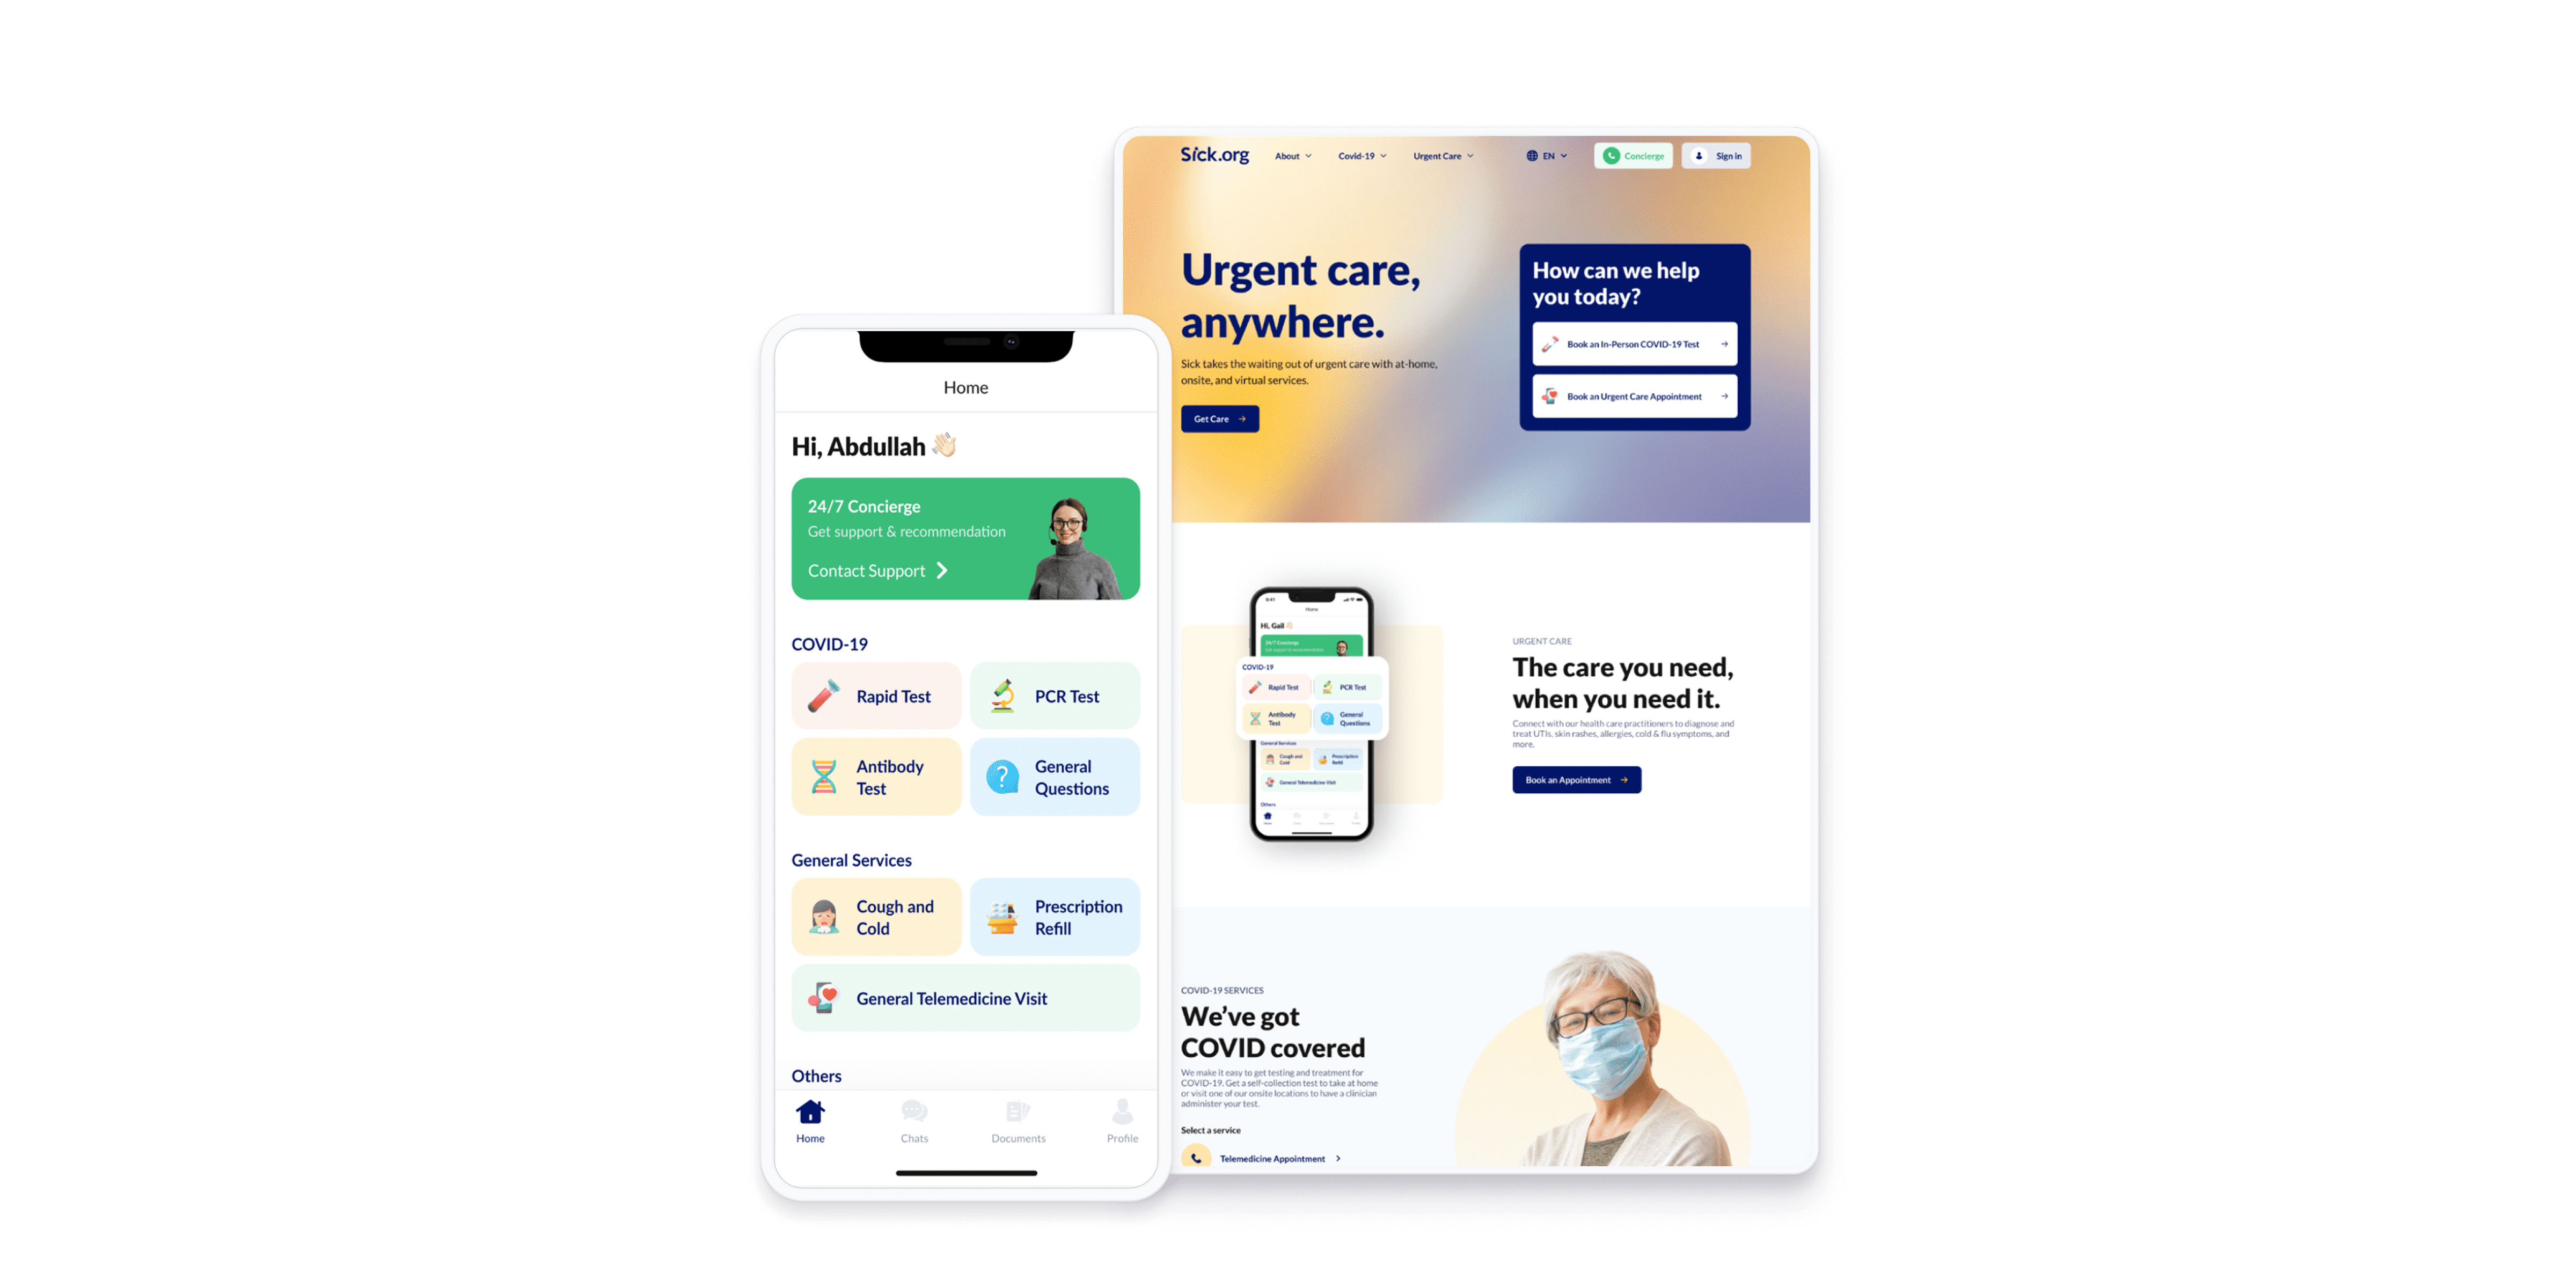 Home
Hi, Abdullah
24/7 Concierge
Get support & recommendation
Contact Support
COVID-19
Rapid Test
PCR Test
Antibody
Test
General
Questions
General Services
Cough and
Cold
Prescription
Refill
General Telemedicine Visit
Others
Home
Chats
Documents
Profile
Sick.org
About
Covid-19
Urgent Care
EN
Concierge
Sign in
Urgent care,
anywhere.
Sick takes the waiting out of urgent care with at-home,
onsite, and virtual services.
Get Care
How can we help
you today?
Book an In-Person COVID-19 Test
Book an Urgent Care Appointment
9:41
Home
Hi, Gail
24/7 Concierge
Get support & recommendation
COVID-19
Rapid Test
PCR Test
Antibody
Test
General
Questions
General Services
Cough and
Cold
Prescription
Refill
General Telemedicine Visit
Others
URGENT CARE
The care you need,
when you need it.
Connect with our health care practitioners to diagnose and
treat UTIs, skin rashes, allergies, cold & flu symptoms, and
more.
Book an Appointment
COVID-19 SERVICES
We've got
COVID covered
We make it easy to get testing and treatment for
COVID-19. Get a self-collection test to take at home
or visit one of our onsite locations to have a clinician
administer your test.
Select a service
Telemedicine Appointment